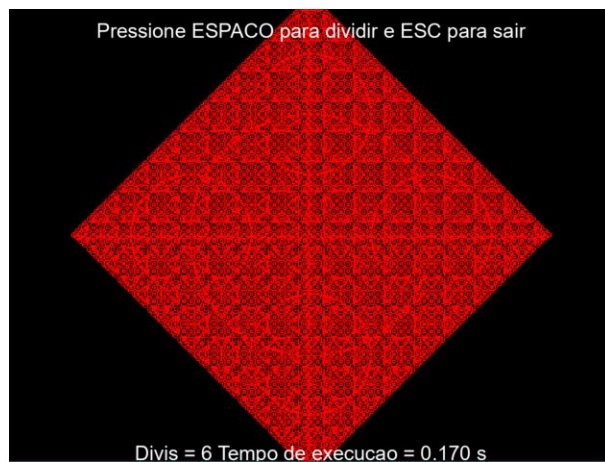 Pressione ESPACO para dividir e ESC para sair
Divis = 6 Tempo de execucao = 0.170 s